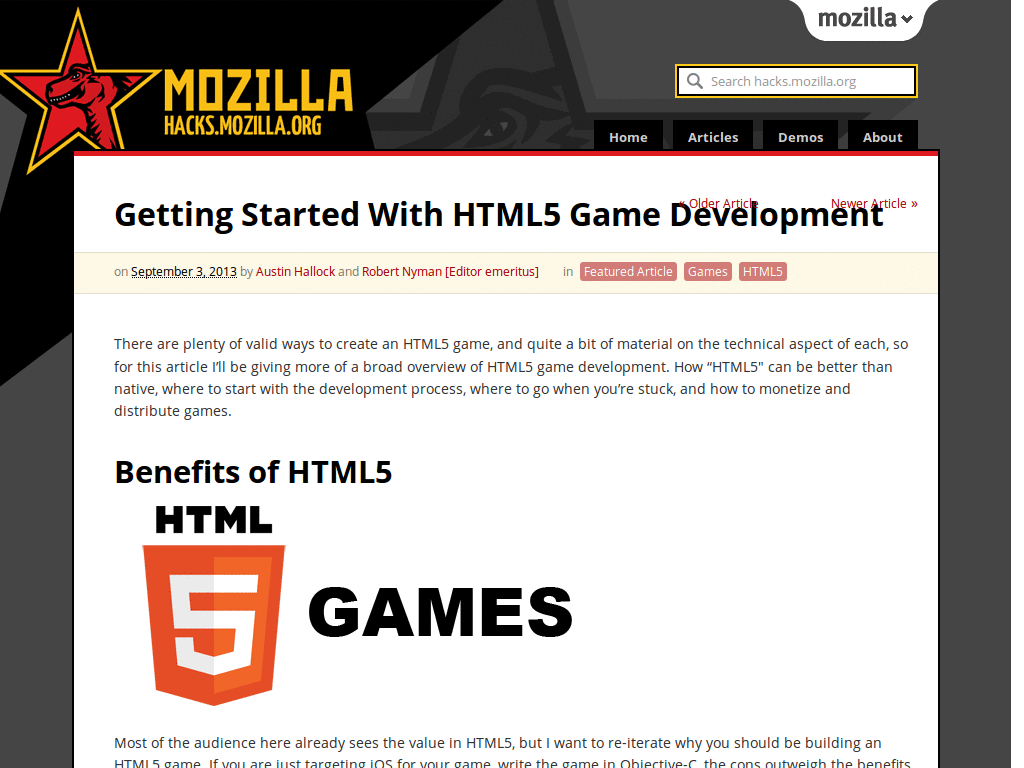 mozilla
MOZILLA
HACKS.MOZILLA.ORG
Search hacks.mozilla.org
Home Articles Demos About
« Older Article Newer Article »
Getting Started With HTML5 Game Development
on September 3, 2013 by Austin Hallock and Robert Nyman [Editor emeritus] in Featured Article Games HTML5
There are plenty of valid ways to create an HTML5 game, and quite a bit of material on the technical aspect of each, so
for this article I’ll be giving more of a broad overview of HTML5 game development. How “HTML5" can be better than
native, where to start with the development process, where to go when you’re stuck, and how to monetize and
distribute games.
Benefits of HTML5
HTML
5
GAMES
Most of the audience here already sees the value in HTML5, but I want to re-iterate why you should be building an
HTML5 game. If you are just targeting iOS for your game, write the game in Objective-C, the cons outweigh the benefits